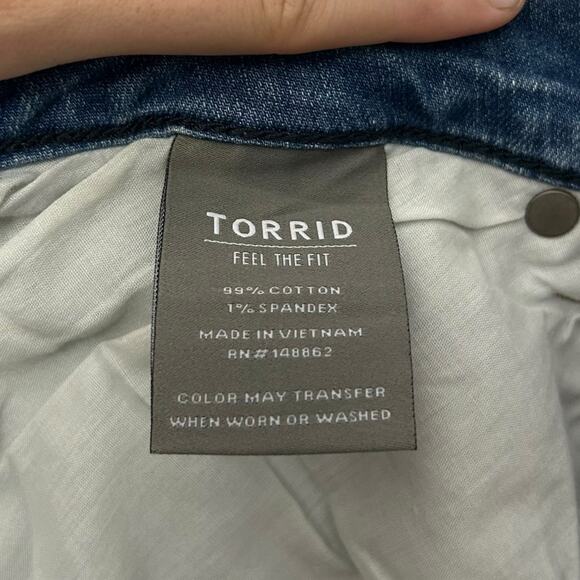 TORRID
FEEL THE FIT
99% COTTON
1% SPANDEX
MADE IN VIETNAM
RN#148862
COLOR MAY TRANSFER
WHEN WORN OR WASHED